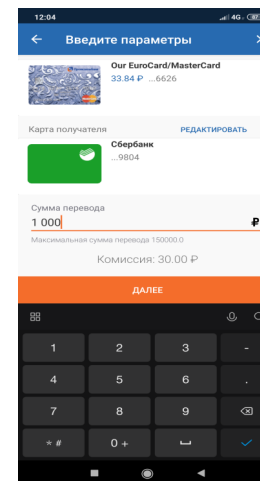 12:04
4G
Введите параметры
Our EuroCard/MasterCard
33.84 ₽ ...6626
Карта получателя РЕДАКТИРОВАТЬ
Сбербанк
...9804
Сумма перевода
1 000 ₽
Максимальная сумма перевода 150000.0
Комиссия: 30.00 ₽
ДАЛЕЕ
1 2 3 -
4 5 6 .
7 8 9
* # 0 +